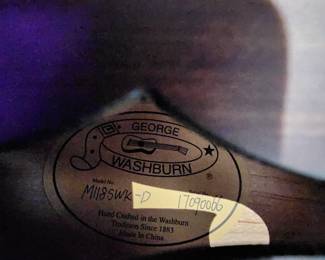 GEORGE
WASHBURN
Model No.
M118SWK-D 17090066
Hand Crafted in the Washburn
Tradition Since 1883
Made In China